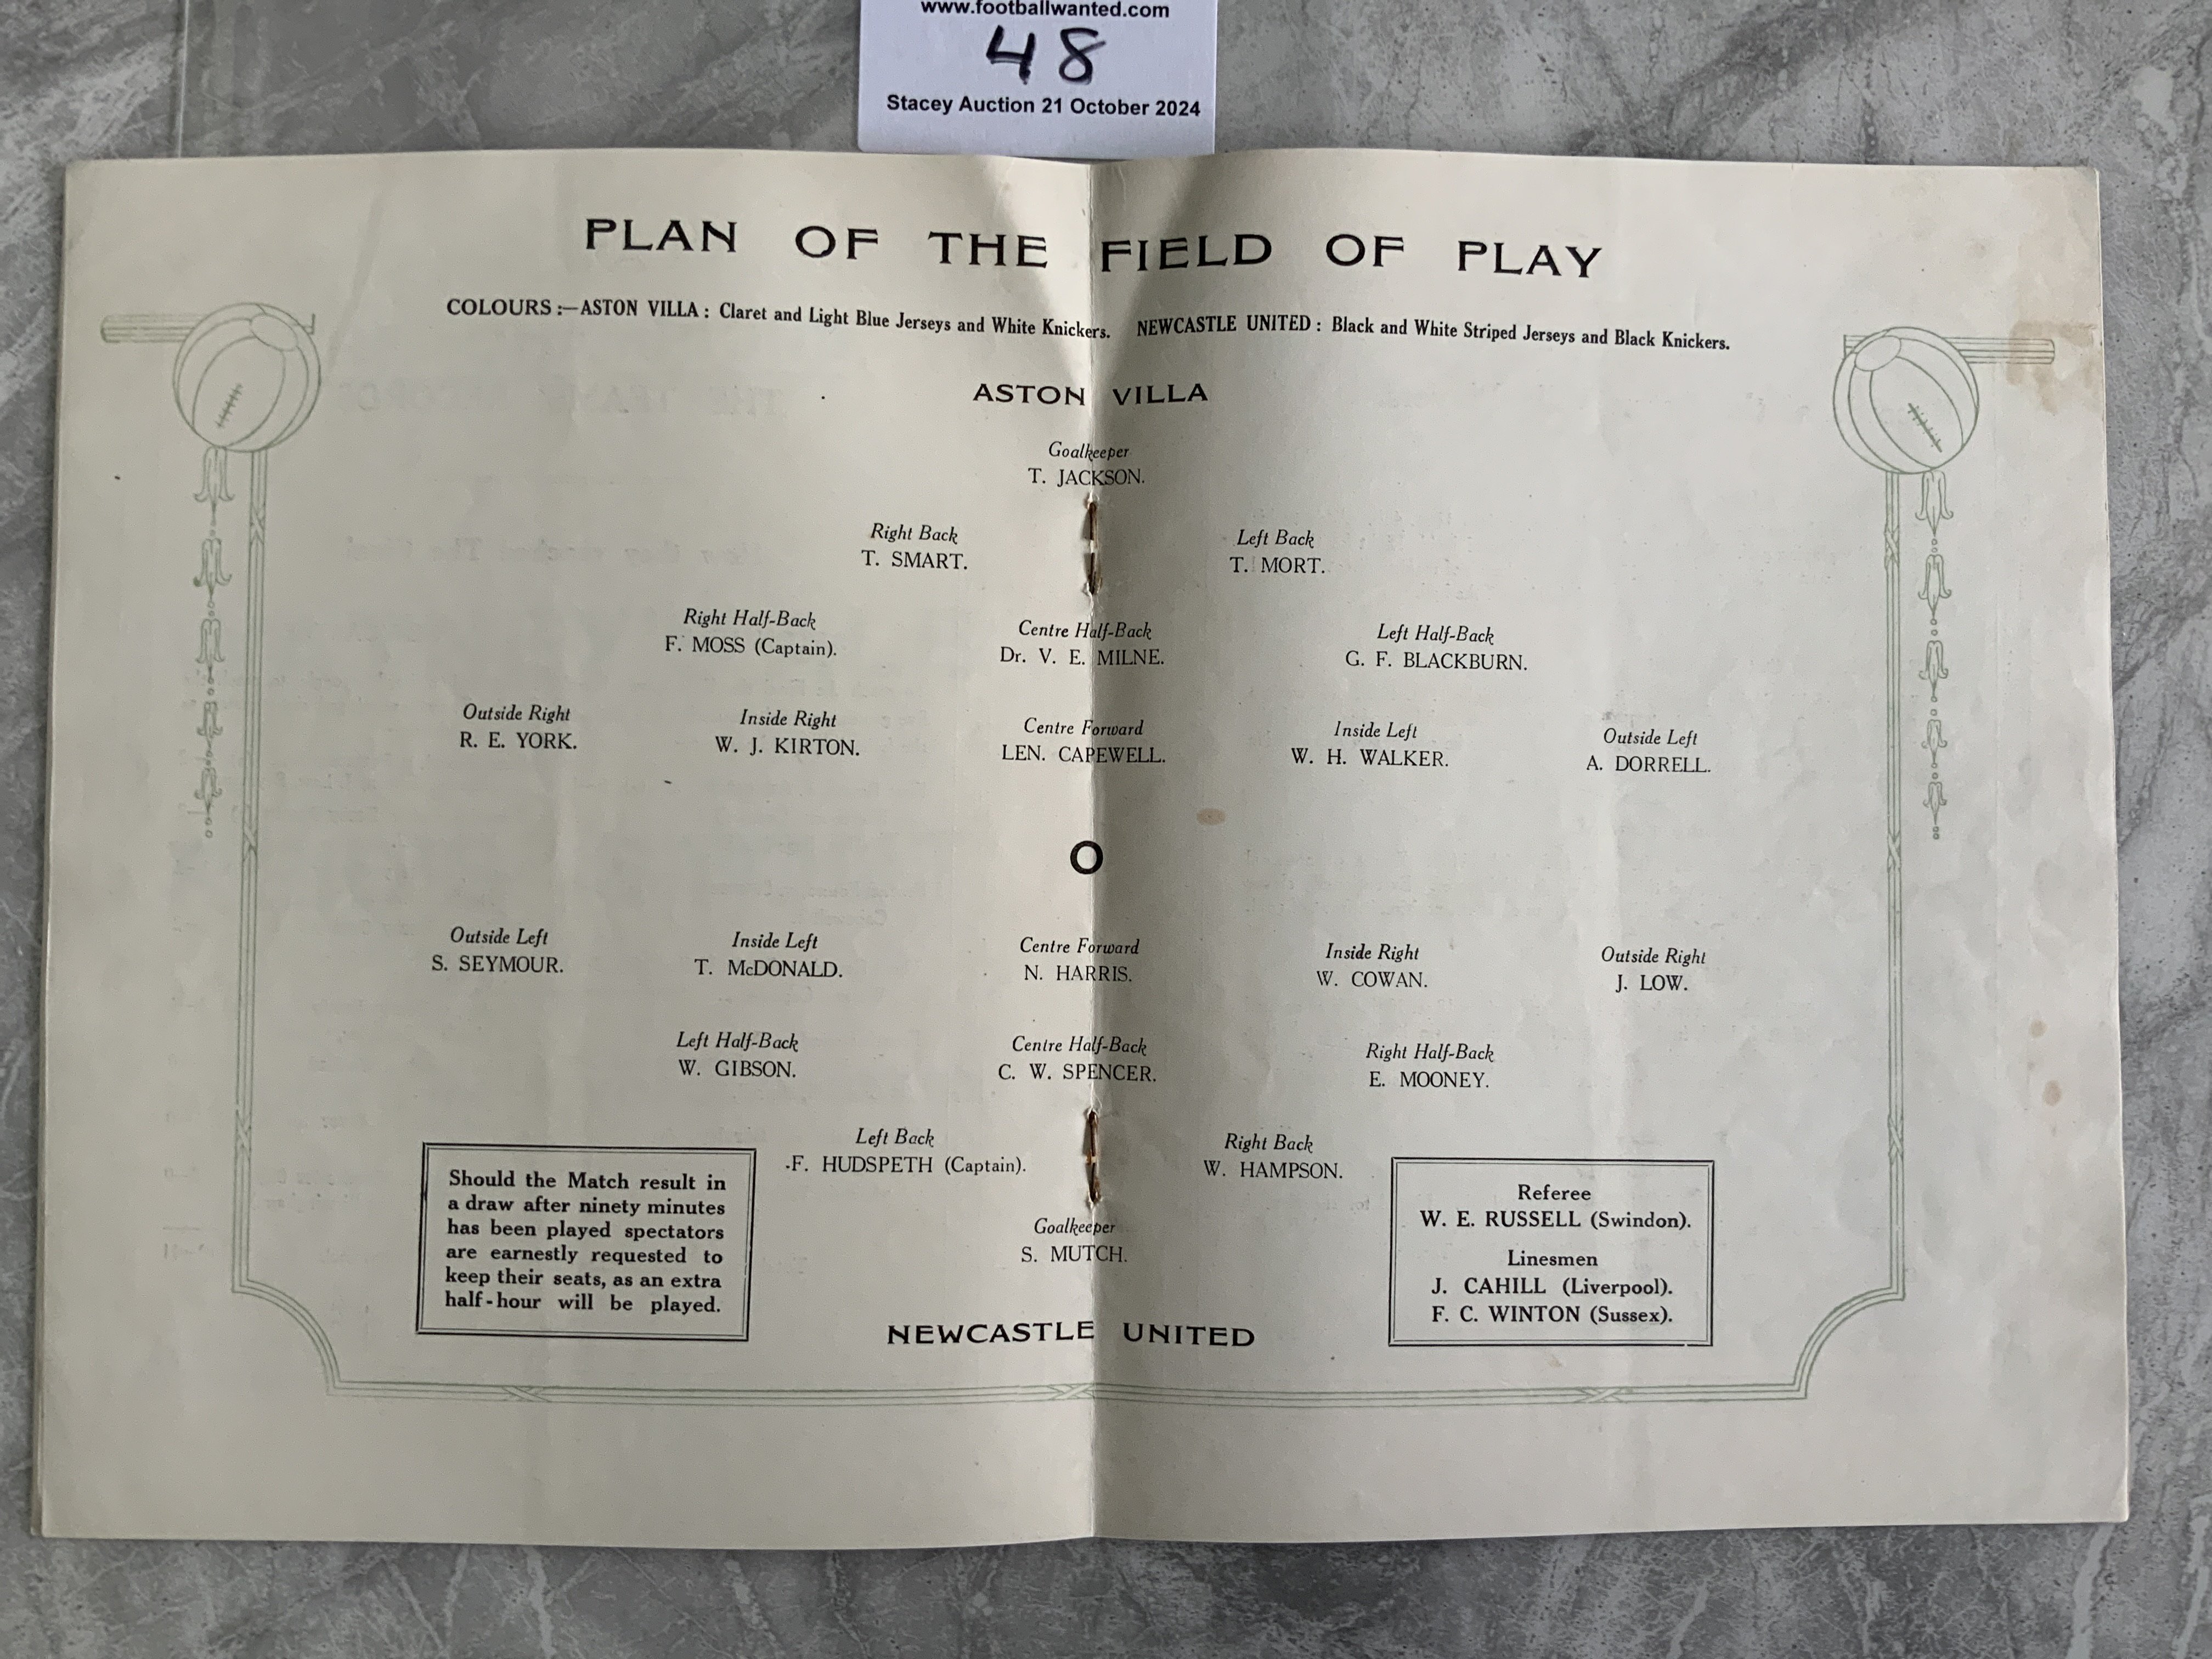 www.footballwanted.com
48
Stacey Auction 21 October 2024
PLAN OF THE FIELD OF PLAY
COLOURS :—ASTON VILLA : Claret and Light Blue Jerseys and White Knickers. NEWCASTLE UNITED : Black and White Striped Jerseys and Black Knickers.
ASTON VILLA
Goalkeeper
T. JACKSON.
Right Back Left Back
T. SMART. T. MORT.
Right Half-Back Centre Half-Back Left Half-Back
F. MOSS (Captain). Dr. V. E. MILNE. G. F. BLACKBURN.
Outside Right Inside Right Centre Forward Inside Left Outside Left
R. E. YORK. W. J. KIRTON. LEN. CAPEWELL. W. H. WALKER. A. DORRELL.
O
Outside Left Inside Left Centre Forward Inside Right Outside Right
S. SEYMOUR. T. McDONALD. N. HARRIS. W. COWAN. J. LOW.
Left Half-Back Centre Half-Back Right Half-Back
W. GIBSON. C. W. SPENCER. E. MOONEY.
Left Back Right Back
F. HUDSPETH (Captain). W. HAMPSON.
Goalkeeper
S. MUTCH.
NEWCASTLE UNITED
Should the Match result in
a draw after ninety minutes
has been played spectators
are earnestly requested to
keep their seats, as an extra
half-hour will be played.
Referee
W. E. RUSSELL (Swindon).
Linesmen
J. CAHILL (Liverpool).
F. C. WINTON (Sussex).